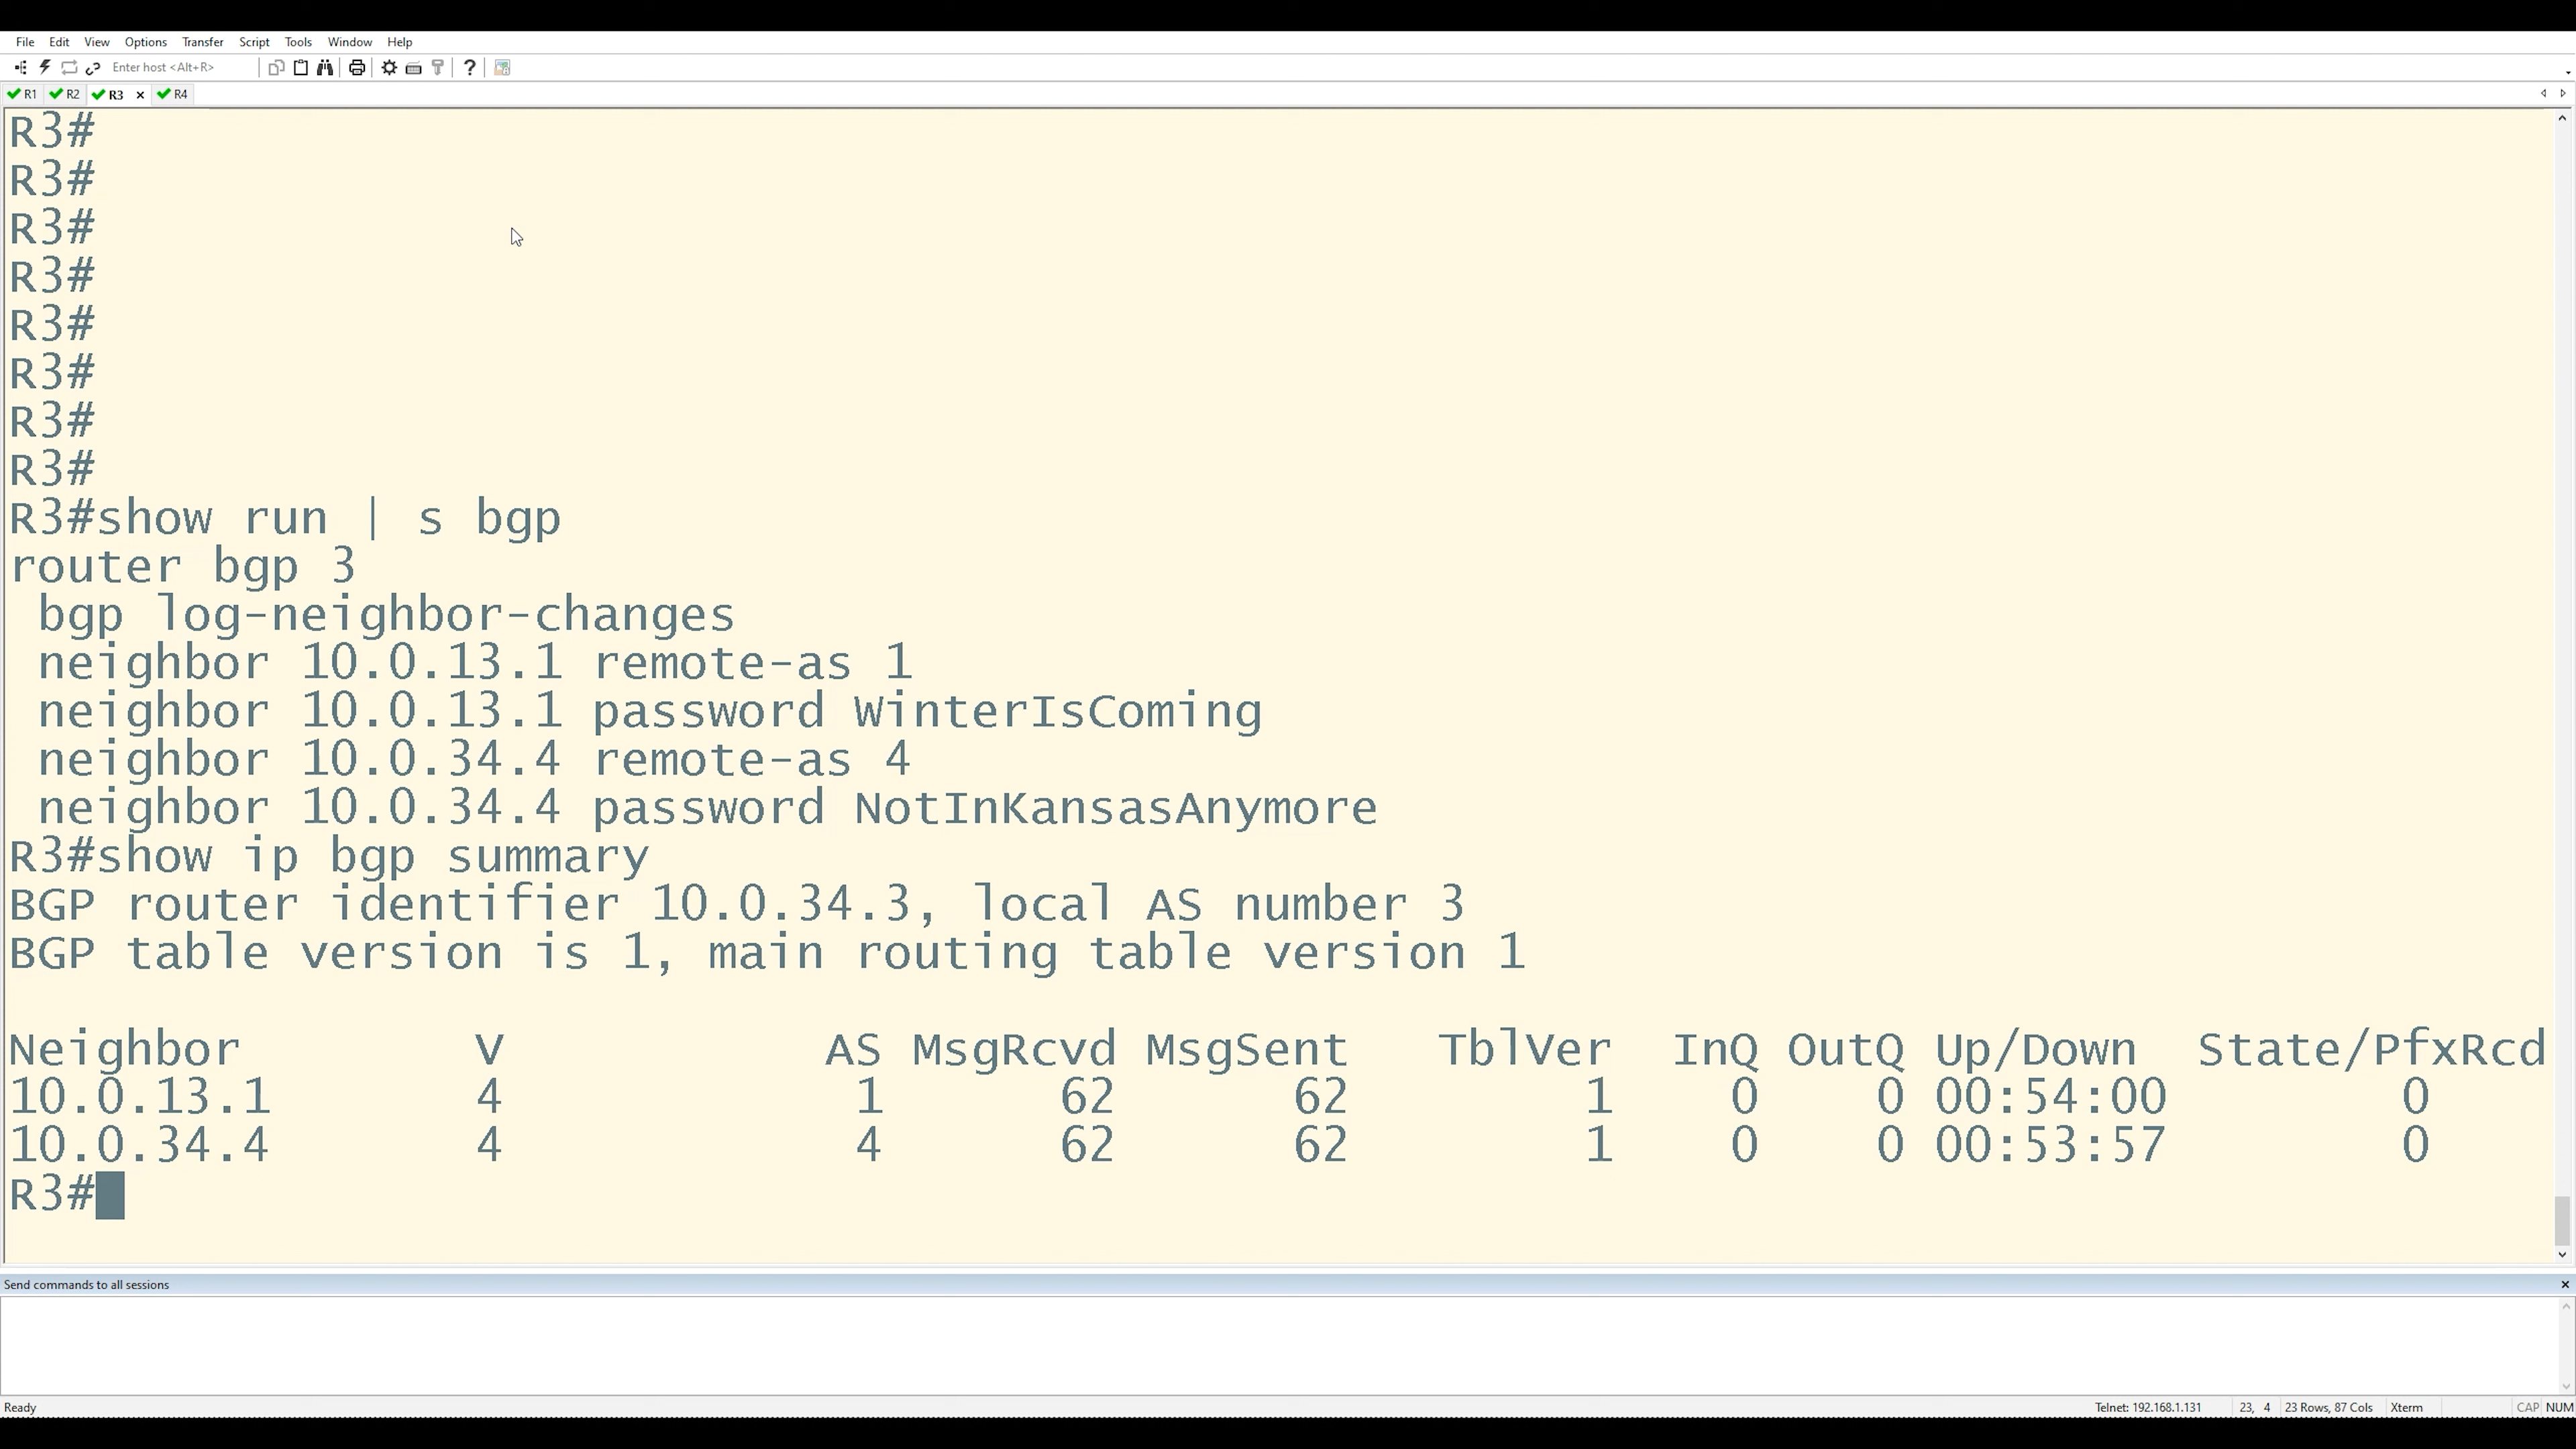 File Edit View Options Transfer Script Tools Window Help
Enter host <Alt+R>
R1 R2 R3 R4
R3#
R3#
R3#
R3#
R3#
R3#
R3#
R3#
R3#show run | s bgp
router bgp 3
 bgp log-neighbor-changes
 neighbor 10.0.13.1 remote-as 1
 neighbor 10.0.13.1 password WinterIsComing
 neighbor 10.0.34.4 remote-as 4
 neighbor 10.0.34.4 password NotInKansasAnymore
R3#show ip bgp summary
BGP router identifier 10.0.34.3, local AS number 3
BGP table version is 1, main routing table version 1
Neighbor V AS MsgRcvd MsgSent TblVer InQ OutQ Up/Down State/PfxRcd
10.0.13.1 4 1 62 62 1 0 0 00:54:00 0
10.0.34.4 4 4 62 62 1 0 0 00:53:57 0
R3#
Send commands to all sessions
Ready Telnet: 192.168.1.131 23, 4 23 Rows, 87 Cols Xterm CAP NUM